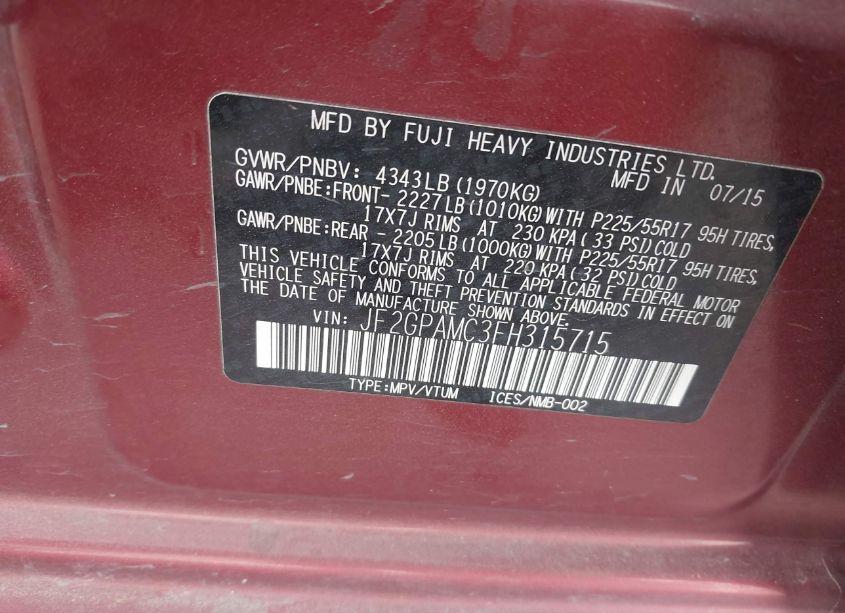 MFD BY FUJI HEAVY INDUSTRIES LTD.
GVWR/PNBV: 4343LB (1970KG) MFD IN 07/15
GAWR/PNBE:FRONT- 2227LB (1010KG) WITH P225/55R17 95H TIRES,
17X7J RIMS AT 230 KPA ( 33 PSI) COLD
GAWR/PNBE:REAR - 2205LB (1000KG) WITH P225/55R17 95H TIRES,
17X7J RIMS AT 220 KPA ( 32 PSI) COLD
THIS VEHICLE CONFORMS TO ALL APPLICABLE FEDERAL MOTOR
VEHICLE SAFETY AND THEFT PREVENTION STANDARDS IN EFFECT ON
THE DATE OF MANUFACTURE SHOWN ABOVE.
VIN: JF2GPAMC3FH315715
TYPE:MPV/VTUM ICES/NMB-002